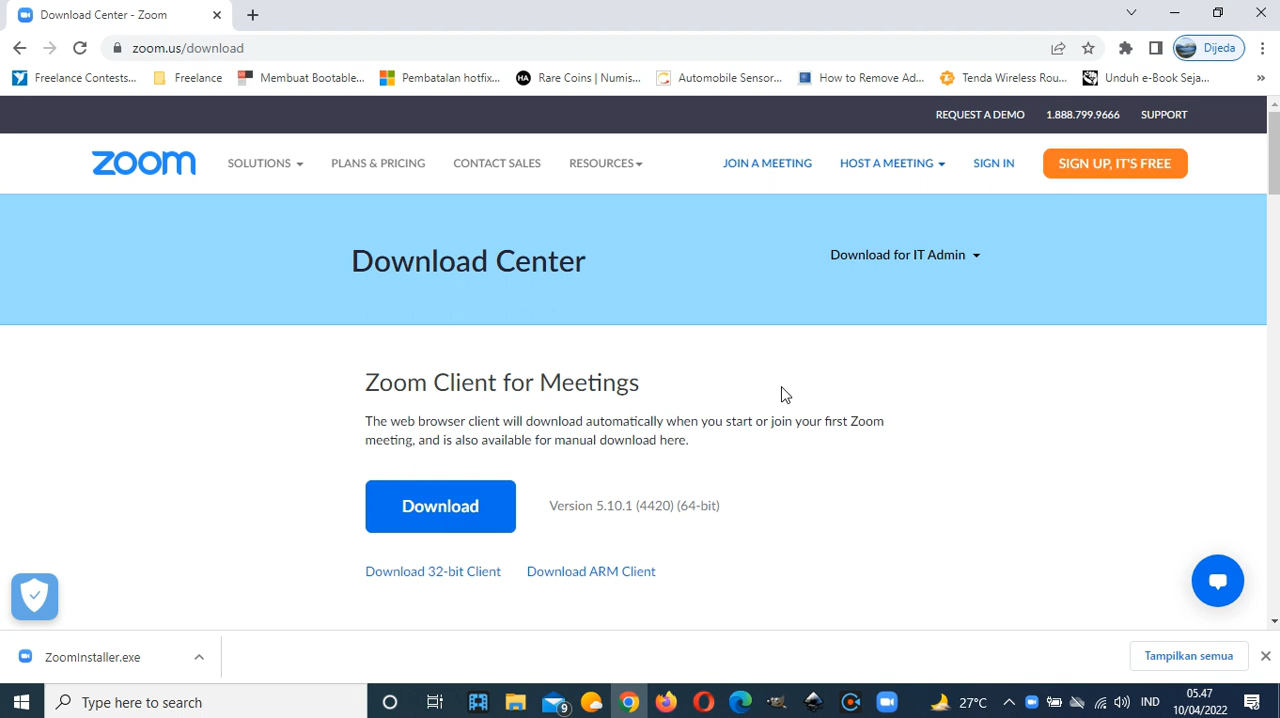 Download Center - Zoom
zoom.us/download
Dijeda
Freelance Contests...
Freelance
Membuat Bootable...
Pembatalan hotfix...
HA
Rare Coins | Numis...
Automobile Sensor...
How to Remove Ad...
Tenda Wireless Rou...
Unduh e-Book Seja...
REQUEST A DEMO
1.888.799.9666
SUPPORT
zoom
SOLUTIONS
PLANS & PRICING
CONTACT SALES
RESOURCES
JOIN A MEETING
HOST A MEETING
SIGN IN
SIGN UP, IT'S FREE
Download Center
Download for IT Admin
Zoom Client for Meetings
The web browser client will download automatically when you start or join your first Zoom
meeting, and is also available for manual download here.
Download
Version 5.10.1 (4420) (64-bit)
Download 32-bit Client
Download ARM Client
ZoomInstaller.exe
Tampilkan semua
Type here to search
9
27°C
IND
05.47
10/04/2022